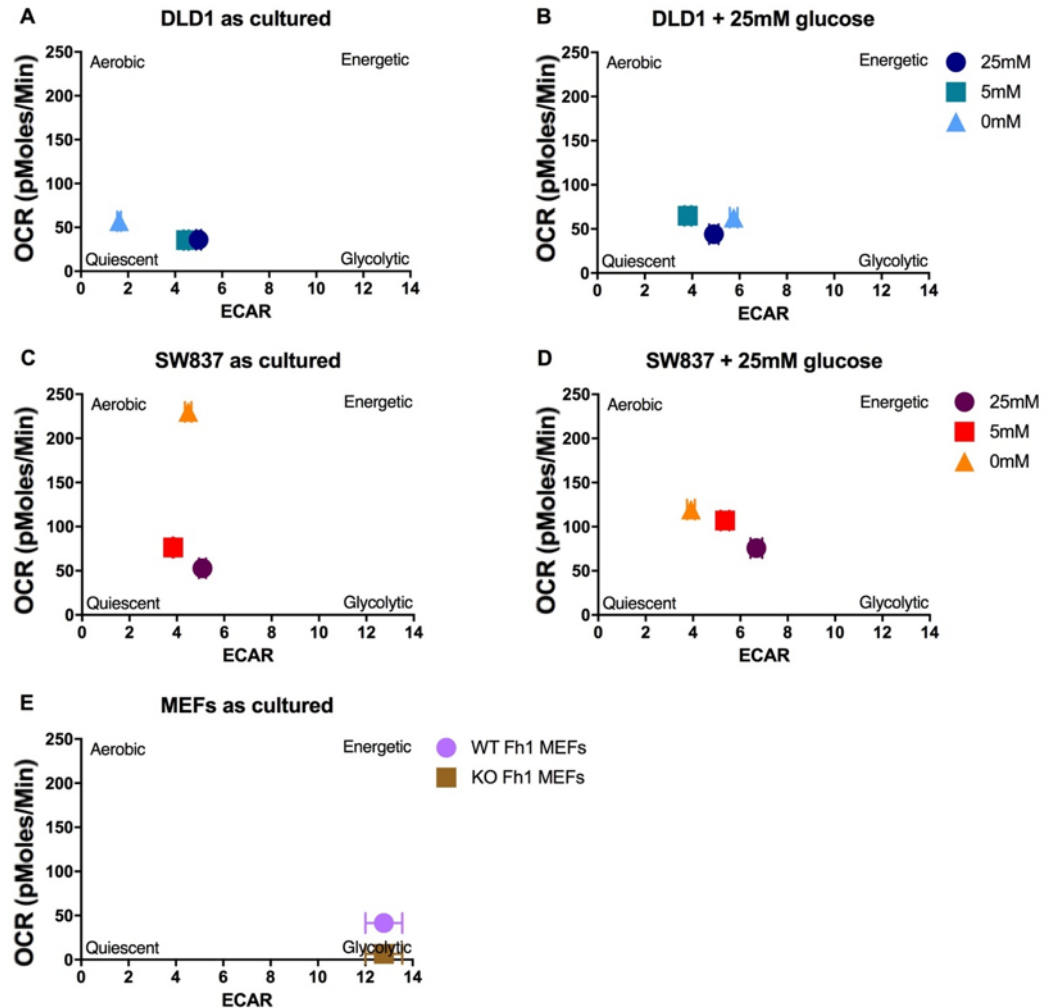 A
DLD1 as cultured
OCR (pMoles/Min)
250
200
150
100
50
0
Aerobic
Energetic
Quiescent
Glycolytic
0 2 4 6 8 10 12 14
ECAR
B
DLD1 + 25mM glucose
OCR (pMoles/Min)
250
200
150
100
50
0
Aerobic
Energetic
Quiescent
Glycolytic
0 2 4 6 8 10 12 14
ECAR
25mM
5mM
0mM
C
SW837 as cultured
OCR (pMoles/Min)
250
200
150
100
50
0
Aerobic
Energetic
Quiescent
Glycolytic
0 2 4 6 8 10 12 14
ECAR
D
SW837 + 25mM glucose
OCR (pMoles/Min)
250
200
150
100
50
0
Aerobic
Energetic
Quiescent
Glycolytic
0 2 4 6 8 10 12 14
ECAR
25mM
5mM
0mM
E
MEFs as cultured
OCR (pMoles/Min)
250
200
150
100
50
0
Aerobic
Energetic
Quiescent
Glycolytic
0 2 4 6 8 10 12 14
ECAR
WT Fh1 MEFs
KO Fh1 MEFs